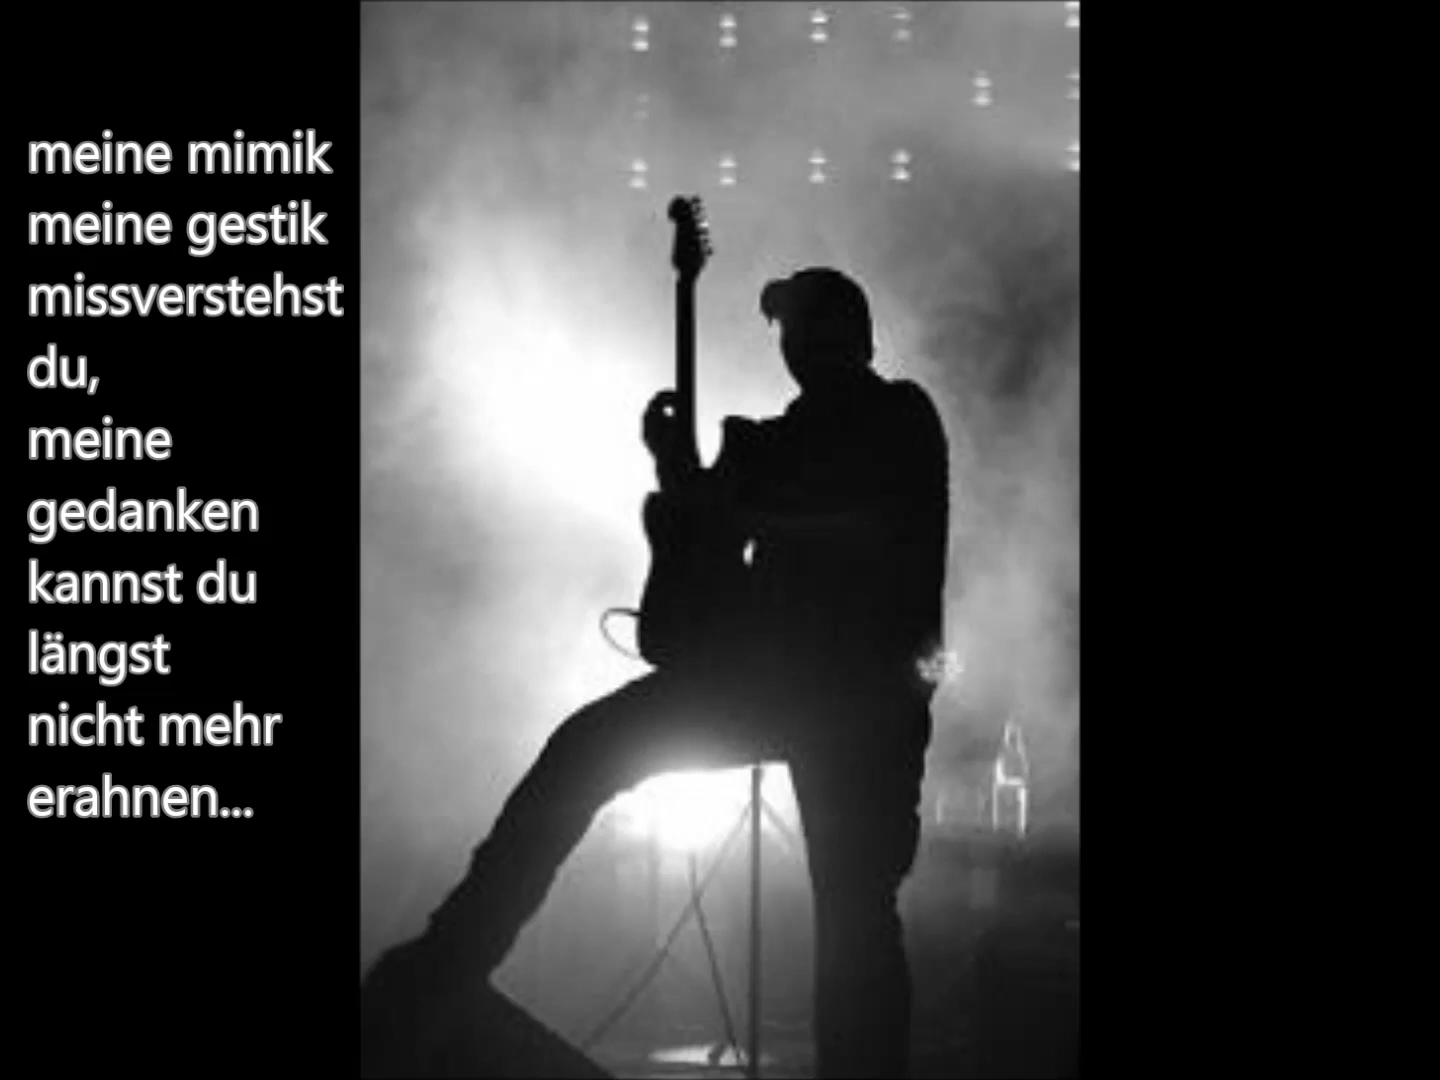 meine mimik
meine gestik
missverstehst
du,
meine
gedanken
kannst du
längst
nicht mehr
erahnen...